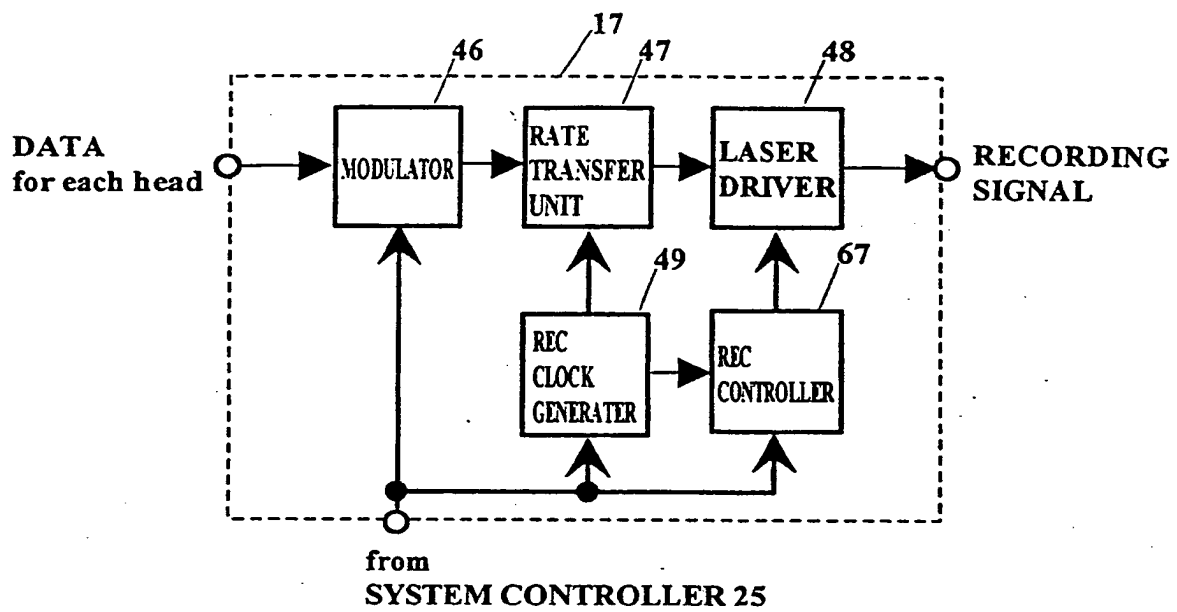 17
46
47
48
DATA
for each head
MODULATOR
RATE
TRANSFER
UNIT
LASER
DRIVER
RECORDING
SIGNAL
49
67
REC
CLOCK
GENERATER
REC
CONTROLLER
from
SYSTEM CONTROLLER 25